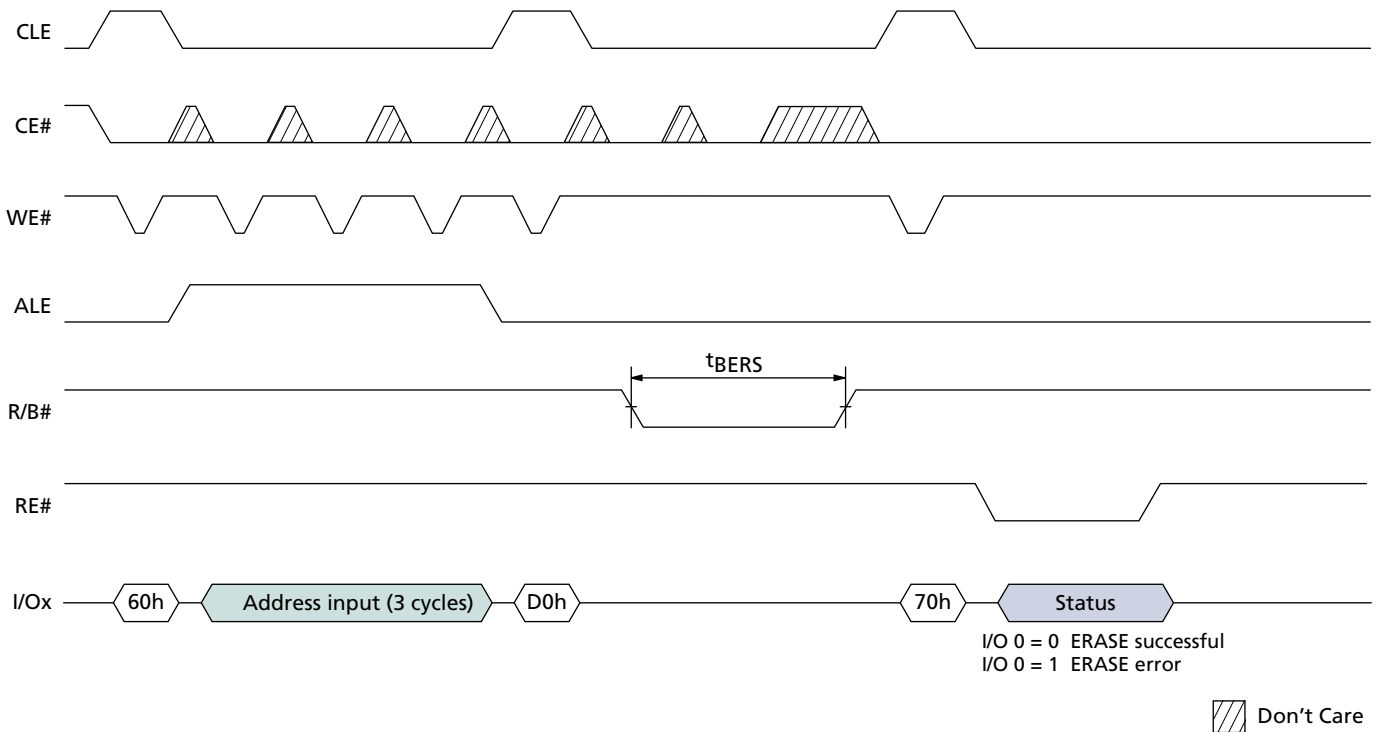 CLE
CE#
WE#
ALE
tBERS
R/B#
RE#
I/Ox 60h Address input (3 cycles) D0h 70h Status
I/O 0 = 0 ERASE successful
I/O 0 = 1 ERASE error
Don't Care